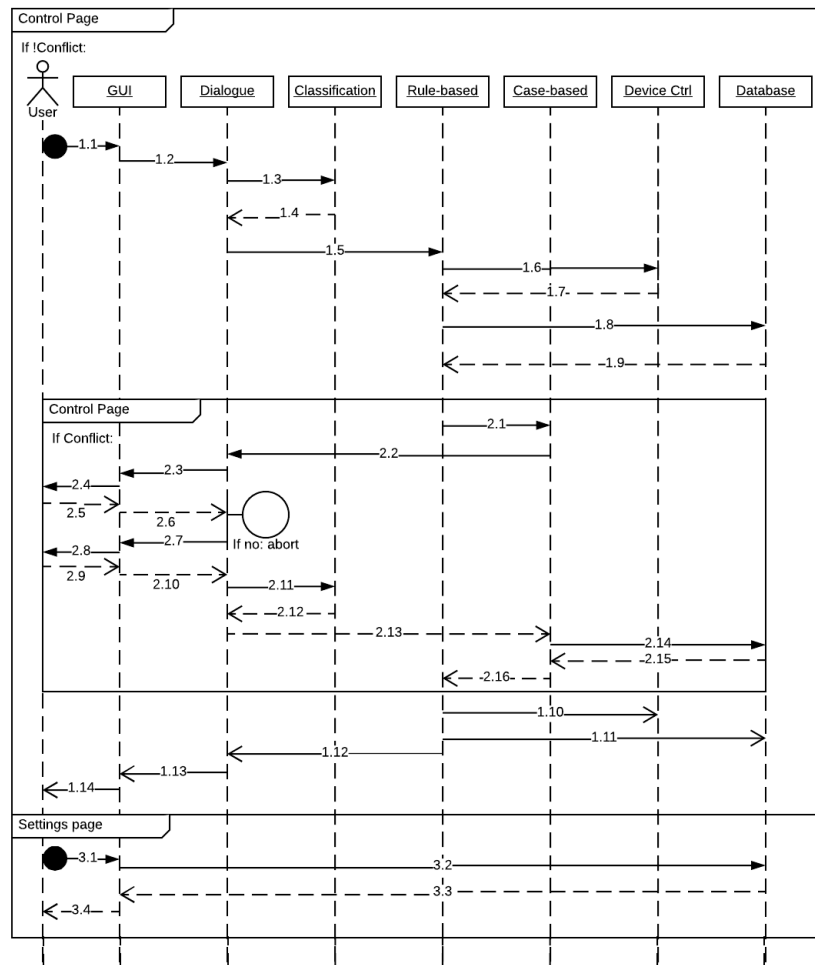 Control Page
If !Conflict:
User
GUI
Dialogue
Classification
Rule-based
Case-based
Device Ctrl
Database
1.1
1.2
1.3
1.4
1.5
1.6
1.7
1.8
1.9
Control Page
If Conflict:
2.1
2.2
2.3
2.4
2.5
2.6
If no: abort
2.7
2.8
2.9
2.10
2.11
2.12
2.13
2.14
2.15
2.16
1.10
1.11
1.12
1.13
1.14
Settings page
3.1
3.2
3.3
3.4